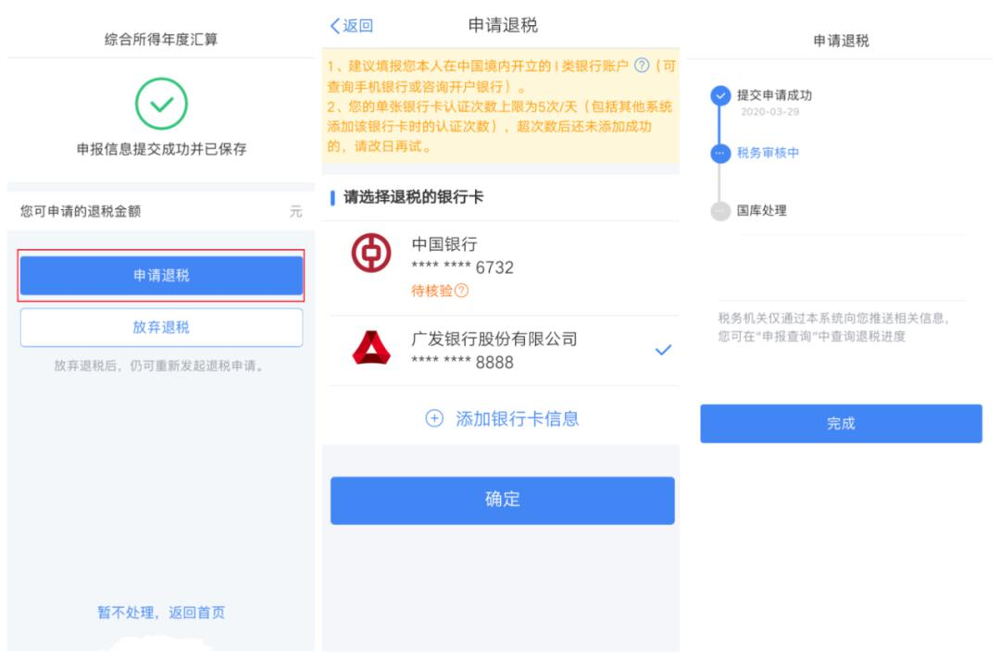 综合所得年度汇算
申报信息提交成功并已保存
您可申请的退税金额 元
申请退税
放弃退税
放弃退税后，仍可重新发起退税申请。
暂不处理，返回首页
返回
申请退税
1、建议填报您本人在中国境内开立的I类银行账户?（可
查询手机银行或咨询开户银行）。
2、您的单张银行卡认证次数上限为5次/天（包括其他系统
添加该银行卡时的认证次数），超次数后还未添加成功
的，请改日再试。
请选择退税的银行卡
中国银行
**** **** 6732
待核验?
广发银行股份有限公司
**** **** 8888
添加银行卡信息
确定
申请退税
提交申请成功
2020-03-29
税务审核中
国库处理
税务机关仅通过本系统向您推送相关信息，
您可在“申报查询”中查询退税进度
完成